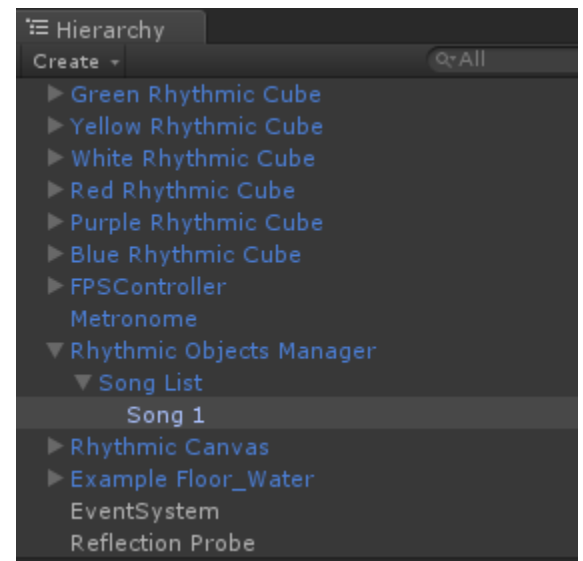 Hierarchy
Create All
Green Rhythmic Cube
Yellow Rhythmic Cube
White Rhythmic Cube
Red Rhythmic Cube
Purple Rhythmic Cube
Blue Rhythmic Cube
FPSController
Metronome
Rhythmic Objects Manager
Song List
Song 1
Rhythmic Canvas
Example Floor_Water
EventSystem
Reflection Probe